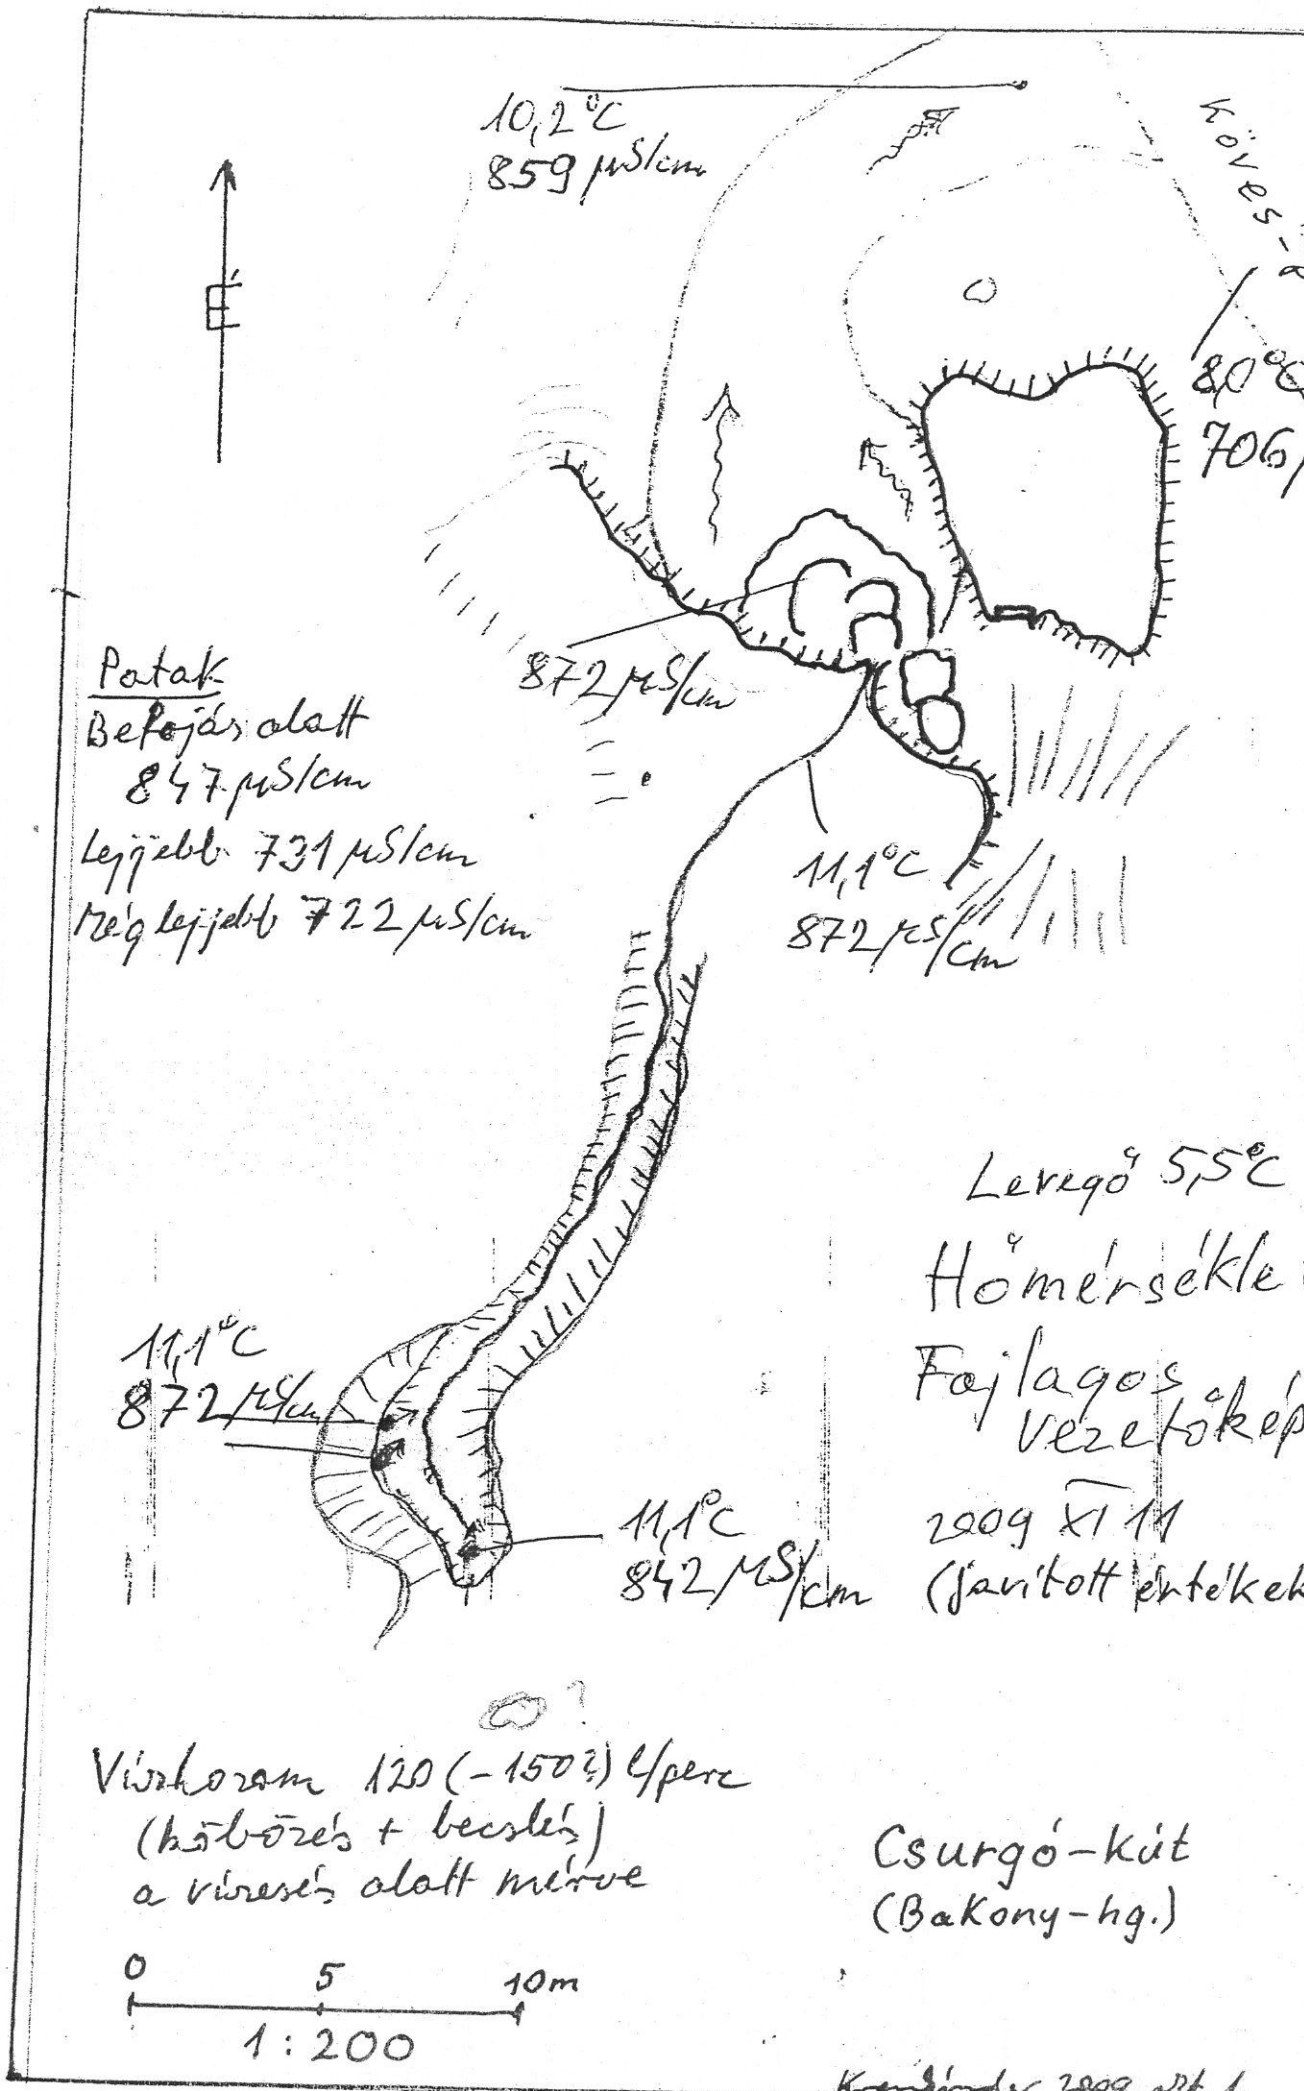 10,2°C
859 µS/cm
Köves-
É
8,0°C
706
872 µS/cm
Patak
Befojás alatt
847 µS/cm
Lejjebb 731 µS/cm
Még lejjebb 722 µS/cm
11,1°C
872 µS/cm
Levegő 5,5°C
Hőmérsékle
Fajlagos
vezetőkép
11,1°C
872 µS/cm
2009 XI 11
(javított értékek
11,1°C
842 µS/cm
?
Vízhozam 120 (-150?) l/perc
(köbözés + becslés)
a vízesés alatt mérve
Csurgó-kút
(Bakony-hg.)
0 5 10m
1:200
2009